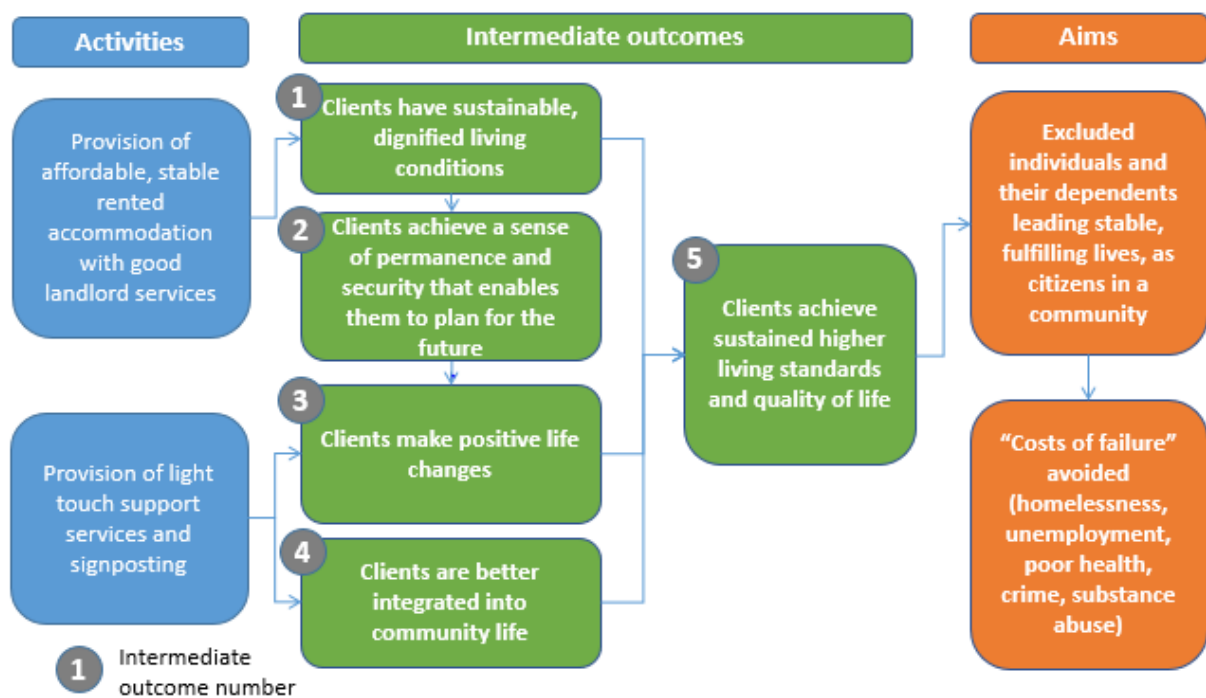 Activities
Intermediate outcomes
Aims
Provision of
affordable, stable
rented
accommodation
with good
landlord services
Provision of light
touch support
services and
signposting
1
Clients have sustainable,
dignified living
conditions
2
Clients achieve a sense
of permanence and
security that enables
them to plan for the
future
3
Clients make positive life
changes
4
Clients are better
integrated into
community life
5
Clients achieve
sustained higher
living standards
and quality of life
Excluded
individuals and
their dependents
leading stable,
fulfilling lives, as
citizens in a
community
“Costs of failure”
avoided
(homelessness,
unemployment,
poor health,
crime, substance
abuse)
1
Intermediate
outcome number